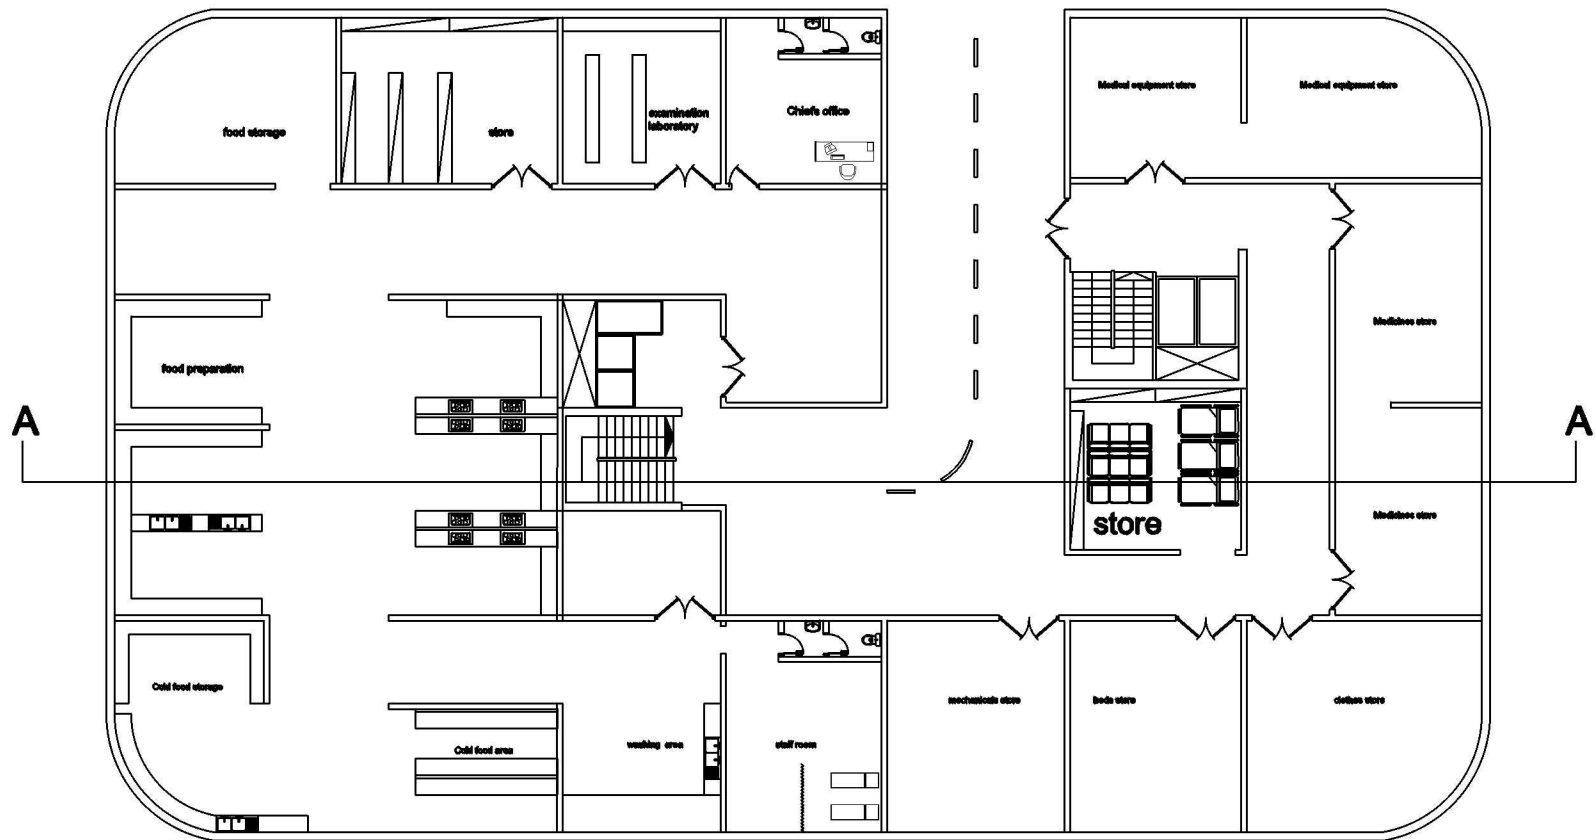 Medical equipment store
Medical equipment store
Chiefs office
examination
laboratory
food storage
store
Medicines store
food preparation
A
A
Medicines store
store
Cold food storage
mechanicals store
beds store
clothes store
Cold food area
washing area
staff room